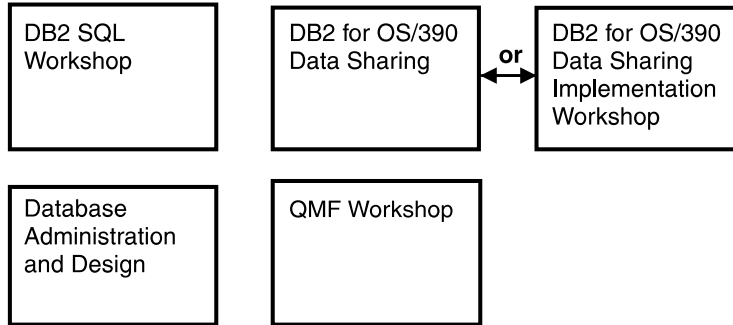 DB2 SQL
Workshop
DB2 for OS/390
Data Sharing
or
DB2 for OS/390
Data Sharing
Implementation
Workshop
Database
Administration
and Design
QMF Workshop